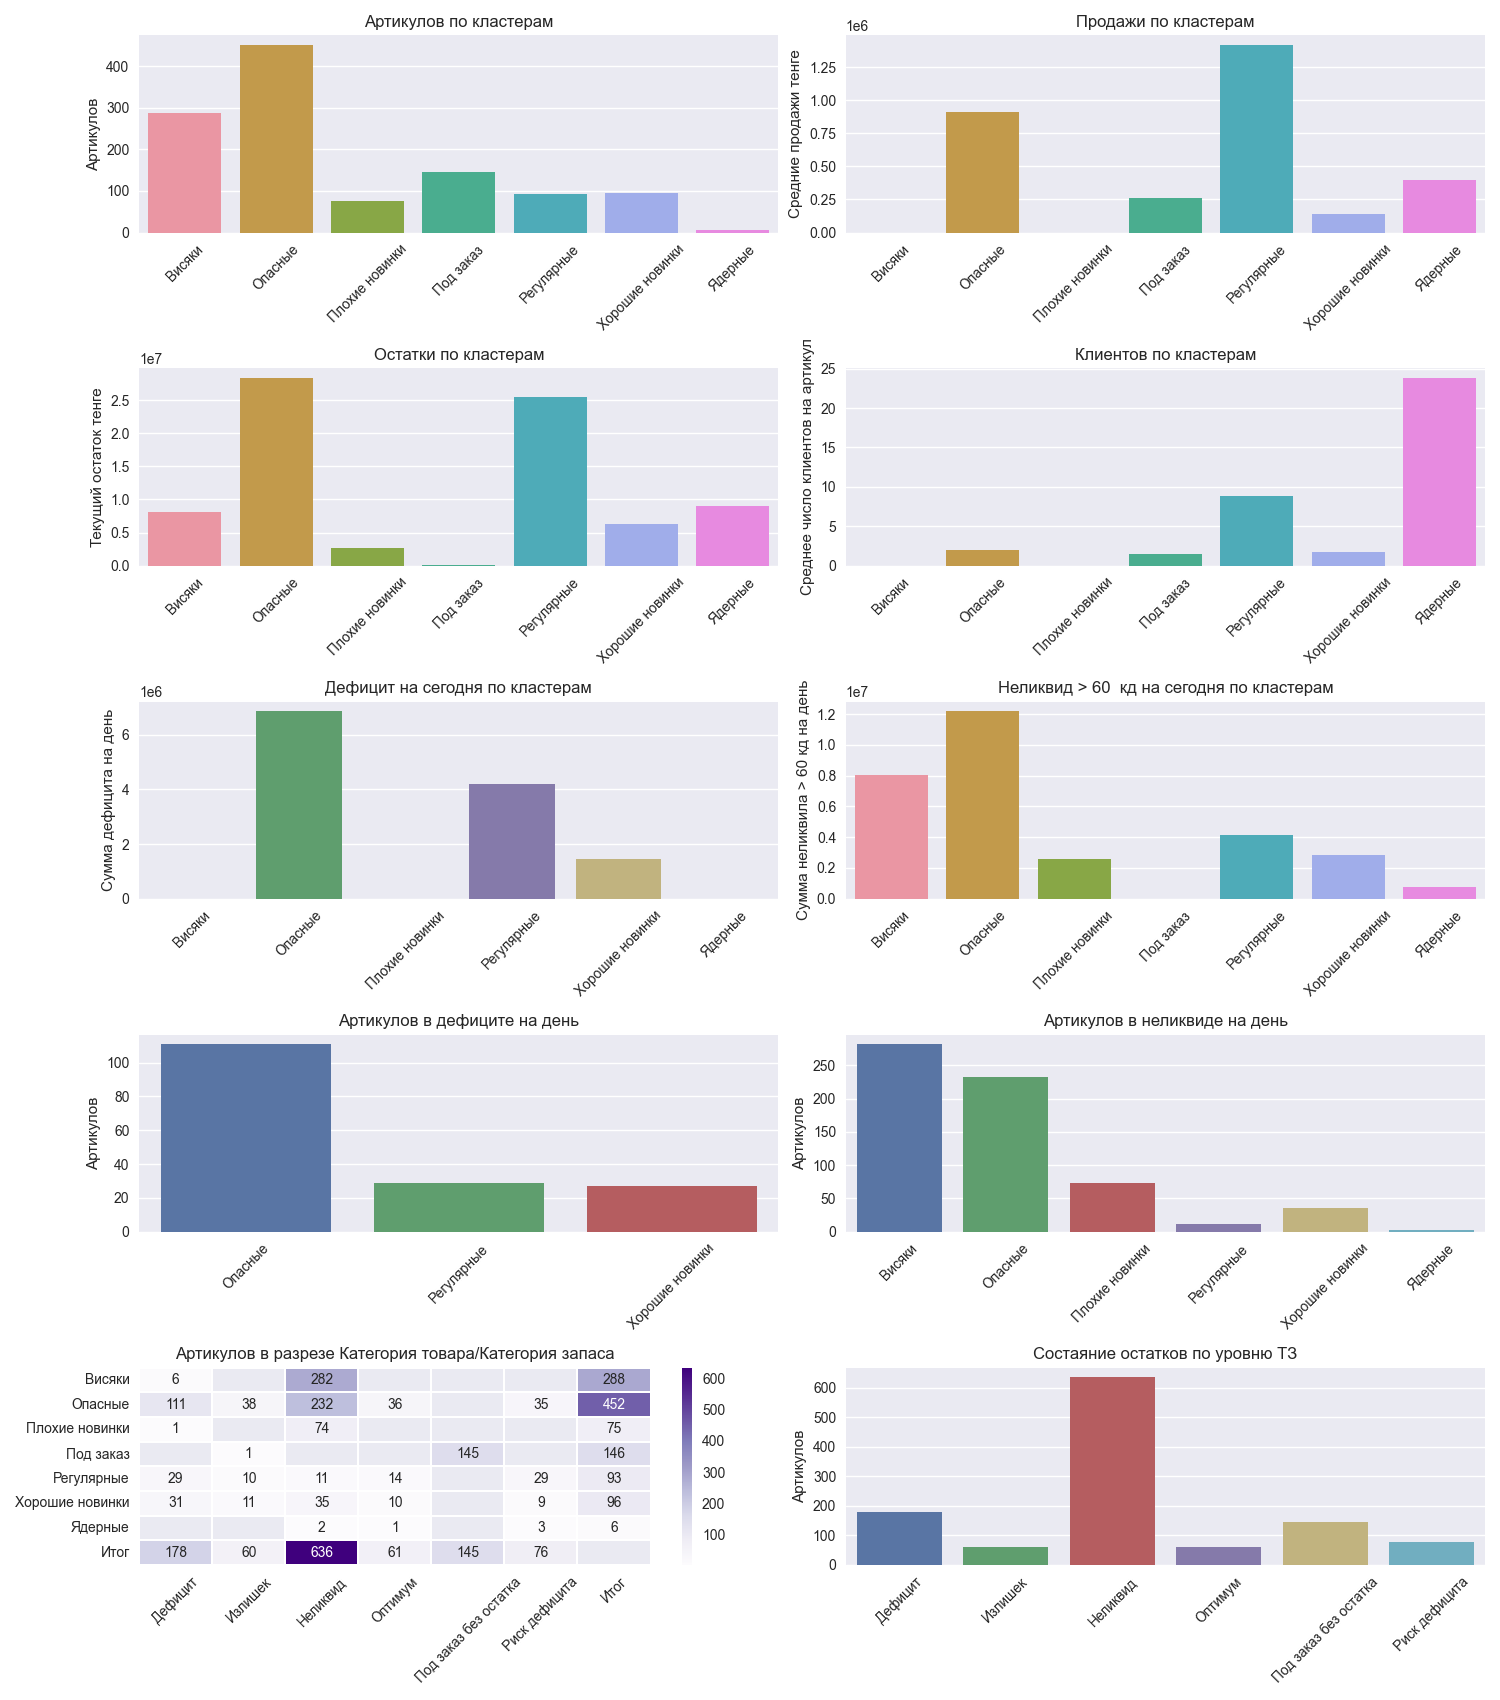 Артикулов по кластерам
Артикулов
400
300
200
100
0
Висяки
Опасные
Плохие новинки
Под заказ
Регулярные
Хорошие новинки
Ядерные
Продажи по кластерам
1e6
Средние продажи тенге
1.25
1.00
0.75
0.50
0.25
0.00
Висяки
Опасные
Плохие новинки
Под заказ
Регулярные
Хорошие новинки
Ядерные
Остатки по кластерам
1e7
Текущий остаток тенге
2.5
2.0
1.5
1.0
0.5
0.0
Висяки
Опасные
Плохие новинки
Под заказ
Регулярные
Хорошие новинки
Ядерные
Клиентов по кластерам
Среднее число клиентов на артикул
25
20
15
10
5
0
Висяки
Опасные
Плохие новинки
Под заказ
Регулярные
Хорошие новинки
Ядерные
Дефицит на сегодня по кластерам
1e6
Сумма дефицита на день
6
4
2
0
Висяки
Опасные
Плохие новинки
Регулярные
Хорошие новинки
Ядерные
Неликвид > 60 кд на сегодня по кластерам
1e7
Сумма неликвила > 60 кд на день
1.2
1.0
0.8
0.6
0.4
0.2
0.0
Висяки
Опасные
Плохие новинки
Под заказ
Регулярные
Хорошие новинки
Ядерные
Артикулов в дефиците на день
Артикулов
100
80
60
40
20
0
Опасные
Регулярные
Хорошие новинки
Артикулов в неликвиде на день
Артикулов
250
200
150
100
50
0
Висяки
Опасные
Плохие новинки
Регулярные
Хорошие новинки
Ядерные
Артикулов в разрезе Категория товара/Категория запаса
Висяки 6 282 288
Опасные 111 38 232 36 35 452
Плохие новинки 1 74 75
Под заказ 1 145 146
Регулярные 29 10 11 14 29 93
Хорошие новинки 31 11 35 10 9 96
Ядерные 2 1 3 6
Итог 178 60 636 61 145 76
Дефицит
Излишек
Неликвид
Оптимум
Под заказ без остатка
Риск дефицита
Итог
600
500
400
300
200
100
Состаяние остатков по уровню ТЗ
Артикулов
600
500
400
300
200
100
0
Дефицит
Излишек
Неликвид
Оптимум
Под заказ без остатка
Риск дефицита